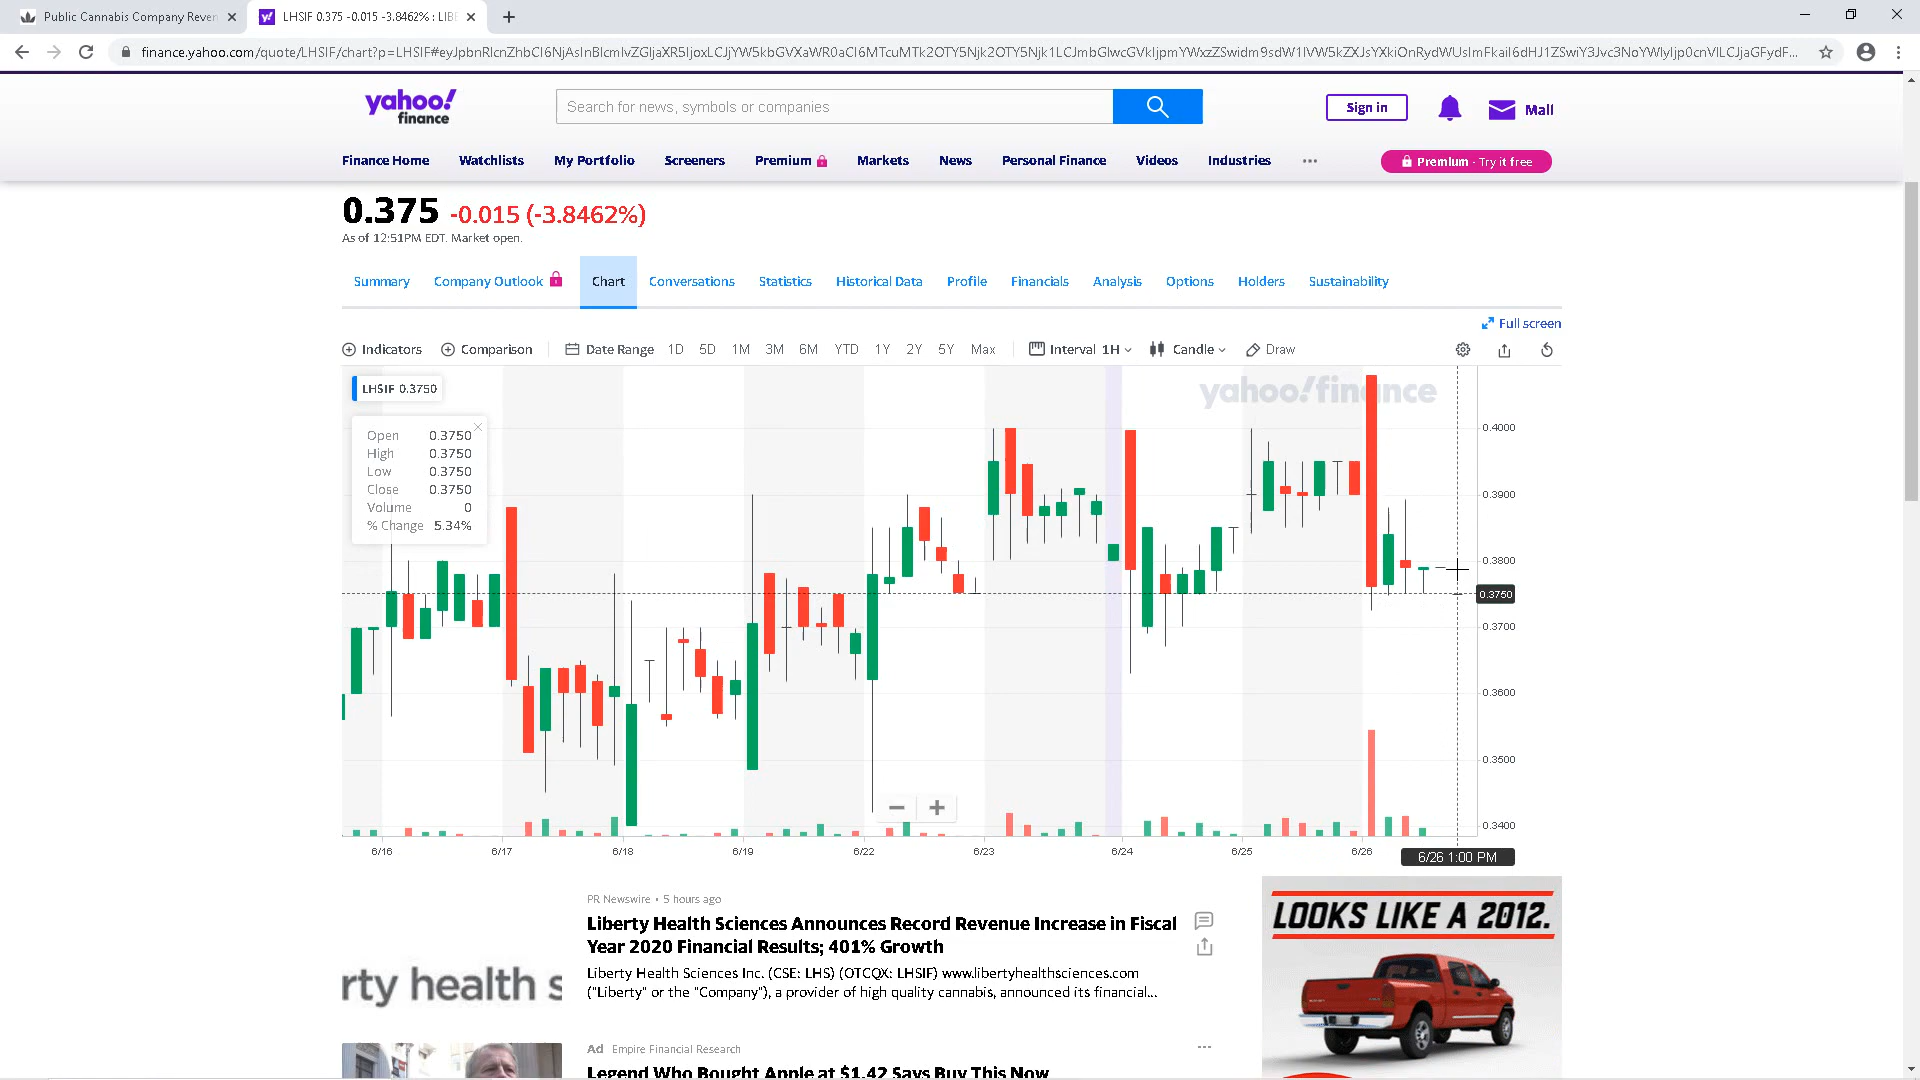 Public Cannabis Company Reven
LHSIF 0.375 -0.015 -3.8462% : LIBE
finance.yahoo.com/quote/LHSIF/chart?p=LHSIF
yahoo!
finance
Search for news, symbols or companies
Sign in
Mail
Finance Home Watchlists My Portfolio Screeners Premium Markets News Personal Finance Videos Industries
Premium - Try it free
0.375 -0.015 (-3.8462%)
As of 12:51PM EDT. Market open.
Summary Company Outlook Chart Conversations Statistics Historical Data Profile Financials Analysis Options Holders Sustainability
Full screen
Indicators Comparison Date Range 1D 5D 1M 3M 6M YTD 1Y 2Y 5Y Max Interval 1H Candle Draw
LHSIF 0.3750
yahoo!finance
Open 0.3750
High 0.3750
Low 0.3750
Close 0.3750
Volume 0
% Change 5.34%
0.4000
0.3900
0.3800
0.3750
0.3700
0.3600
0.3500
0.3400
6/16 6/17 6/18 6/19 6/22 6/23 6/24 6/25 6/26
6/26 1:00 PM
PR Newswire • 5 hours ago
Liberty Health Sciences Announces Record Revenue Increase in Fiscal
Year 2020 Financial Results; 401% Growth
Liberty Health Sciences Inc. (CSE: LHS) (OTCQX: LHSIF) www.libertyhealthsciences.com
("Liberty" or the "Company"), a provider of high quality cannabis, announced its financial...
rty health s
LOOKS LIKE A 2012.
Ad Empire Financial Research
Legend Who Bought Apple at $1.42 Says Buy This Now